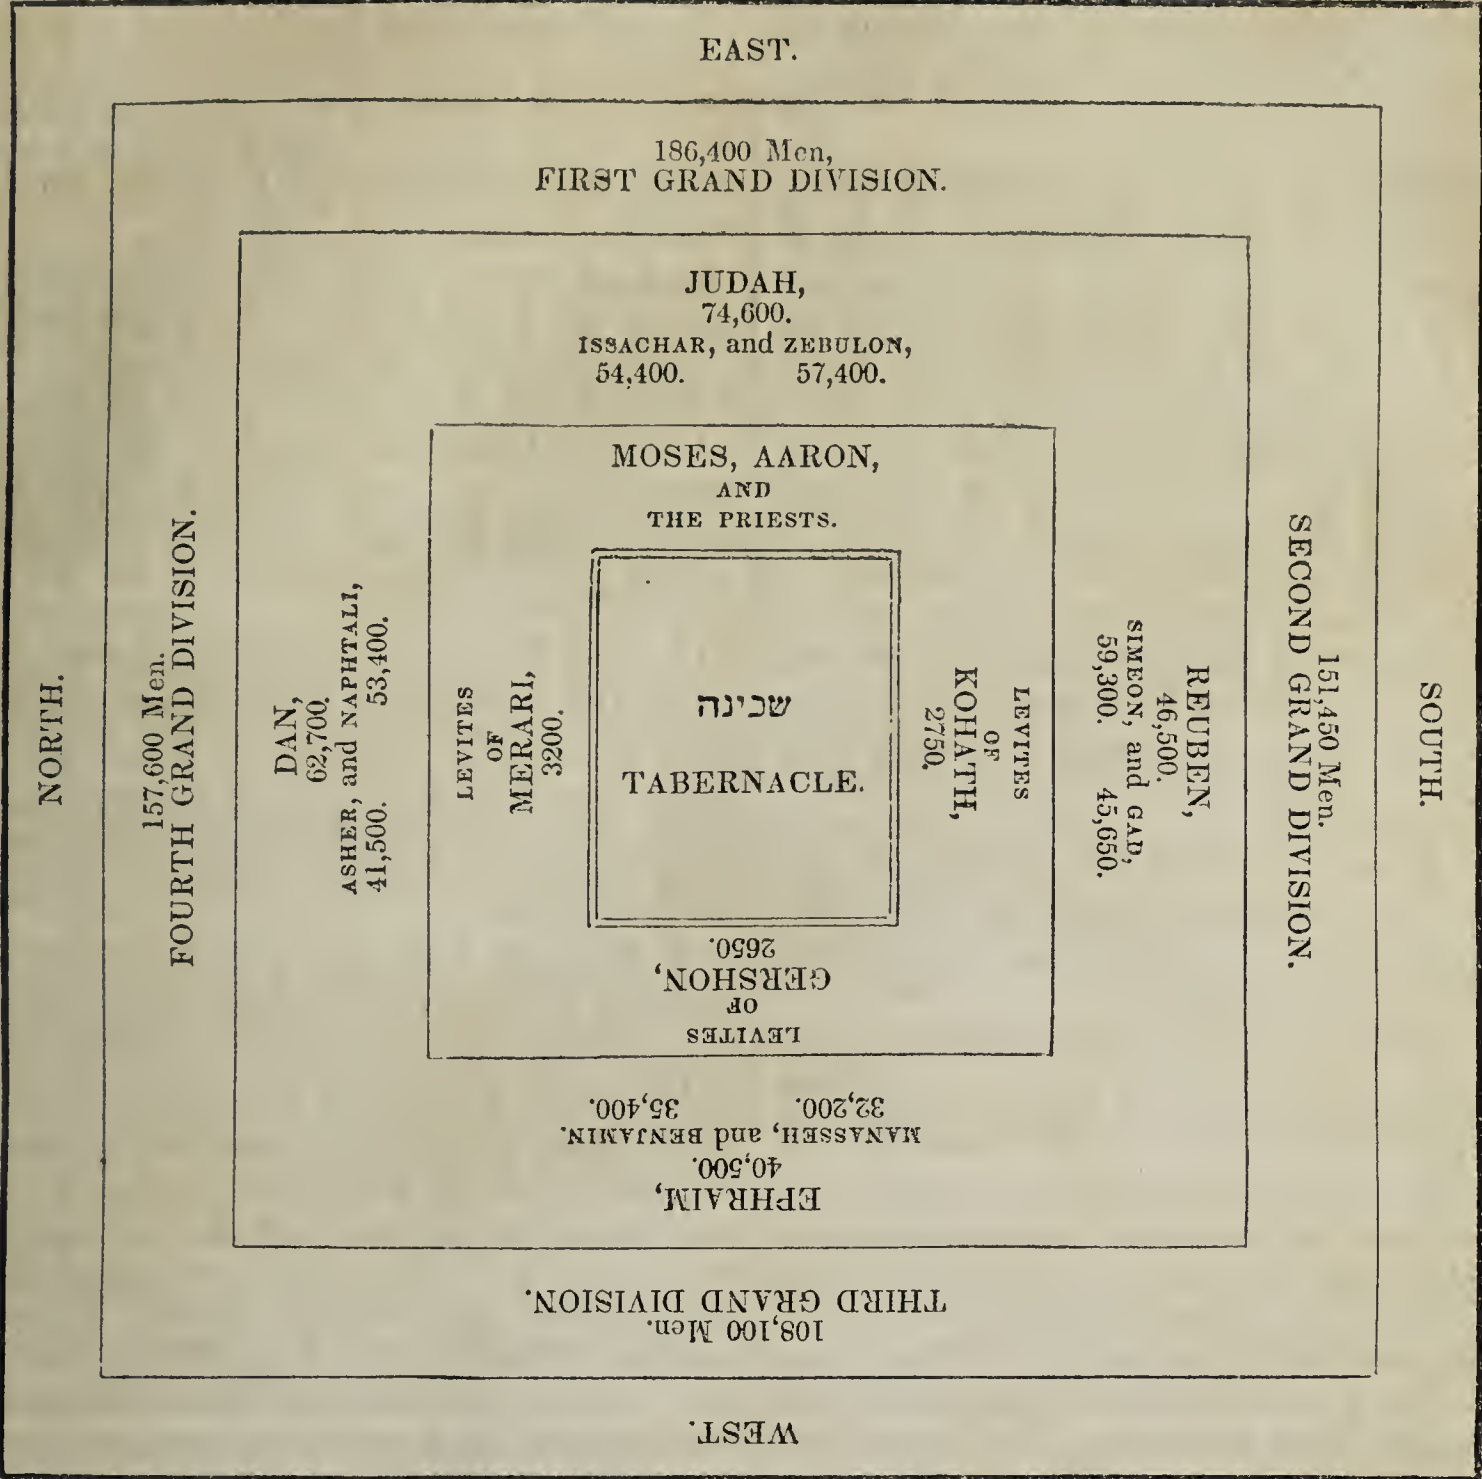 EAST.
186,400 Men,
FIRST GRAND DIVISION.
JUDAH,
74,600.
ISSACHAR, and ZEBULON,
54,400. 57,400.
MOSES, AARON,
AND
THE PRIESTS.
שכינה
TABERNACLE.
NORTH.
157,600 Men.
FOURTH GRAND DIVISION.
DAN,
62,700.
ASHER, and NAPHTALI,
41,500. 53,400.
LEVITES
OF
MERARI,
3200.
LEVITES
OF
KOHATH,
2750.
REUBEN,
46,500.
SIMEON, and GAD,
59,300. 45,650.
151,450 Men.
SECOND GRAND DIVISION.
SOUTH.
LEVITES
OF
GERSHON,
2650.
EPHRAIM,
40,500.
MANASSEH, and BENJAMIN.
32,200. 35,400.
108,100 Men.
THIRD GRAND DIVISION.
WEST.